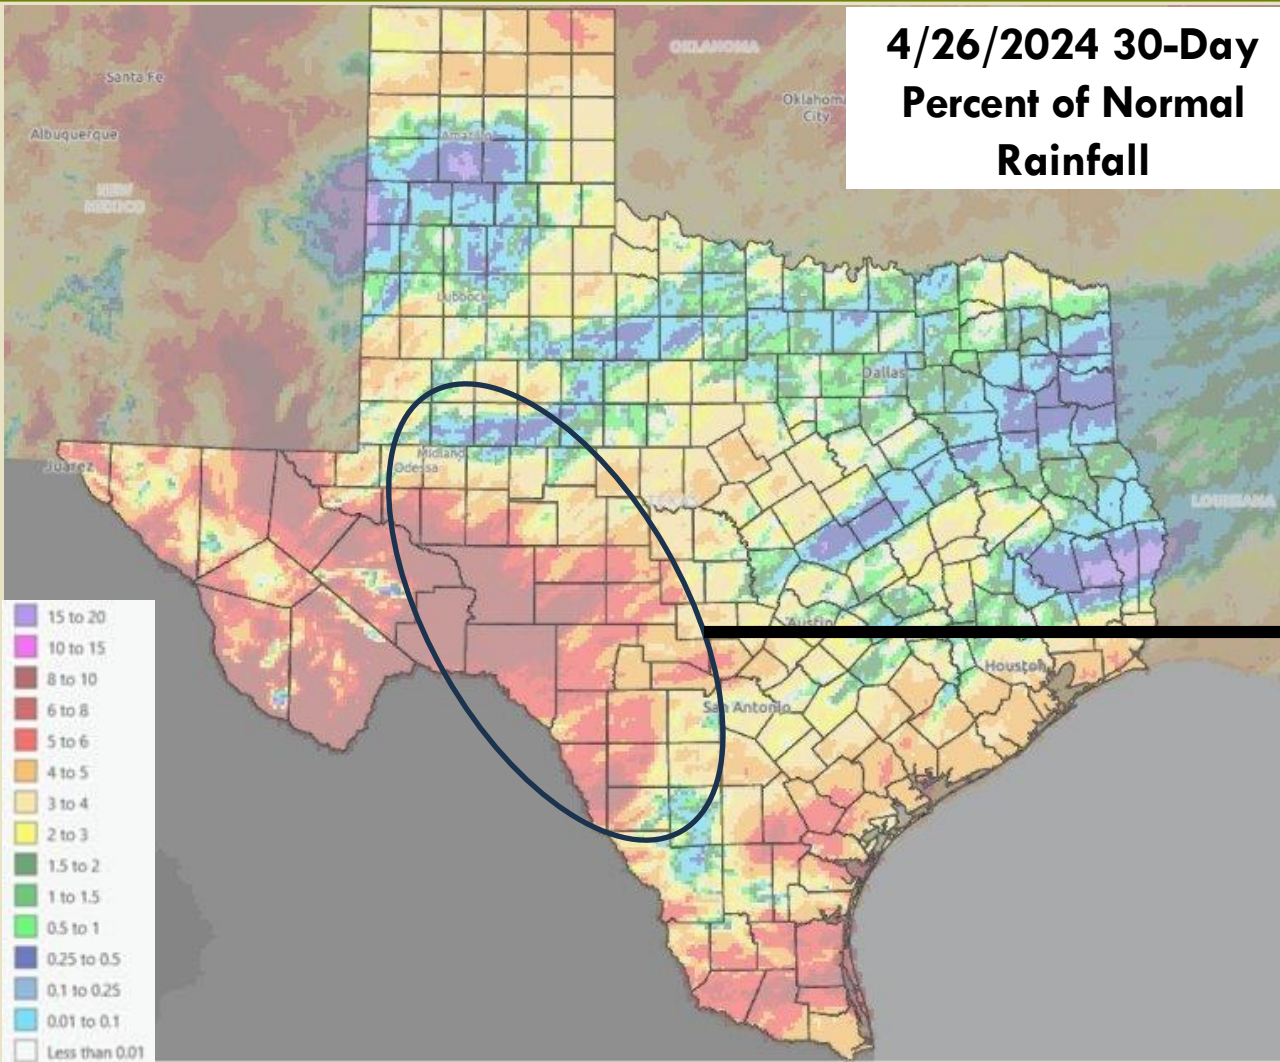 4/26/2024 30-Day
Percent of Normal
Rainfall
OKLAHOMA
Santa Fe
Oklahoma
City
Albuquerque
Amarillo
NEW
MEXICO
Lubbock
Dallas
Midland
Juárez
Odessa
LOUISIANA
Austin
Houston
San Antonio
15 to 20
10 to 15
8 to 10
6 to 8
5 to 6
4 to 5
3 to 4
2 to 3
1.5 to 2
1 to 1.5
0.5 to 1
0.25 to 0.5
0.1 to 0.25
0.01 to 0.1
Less than 0.01